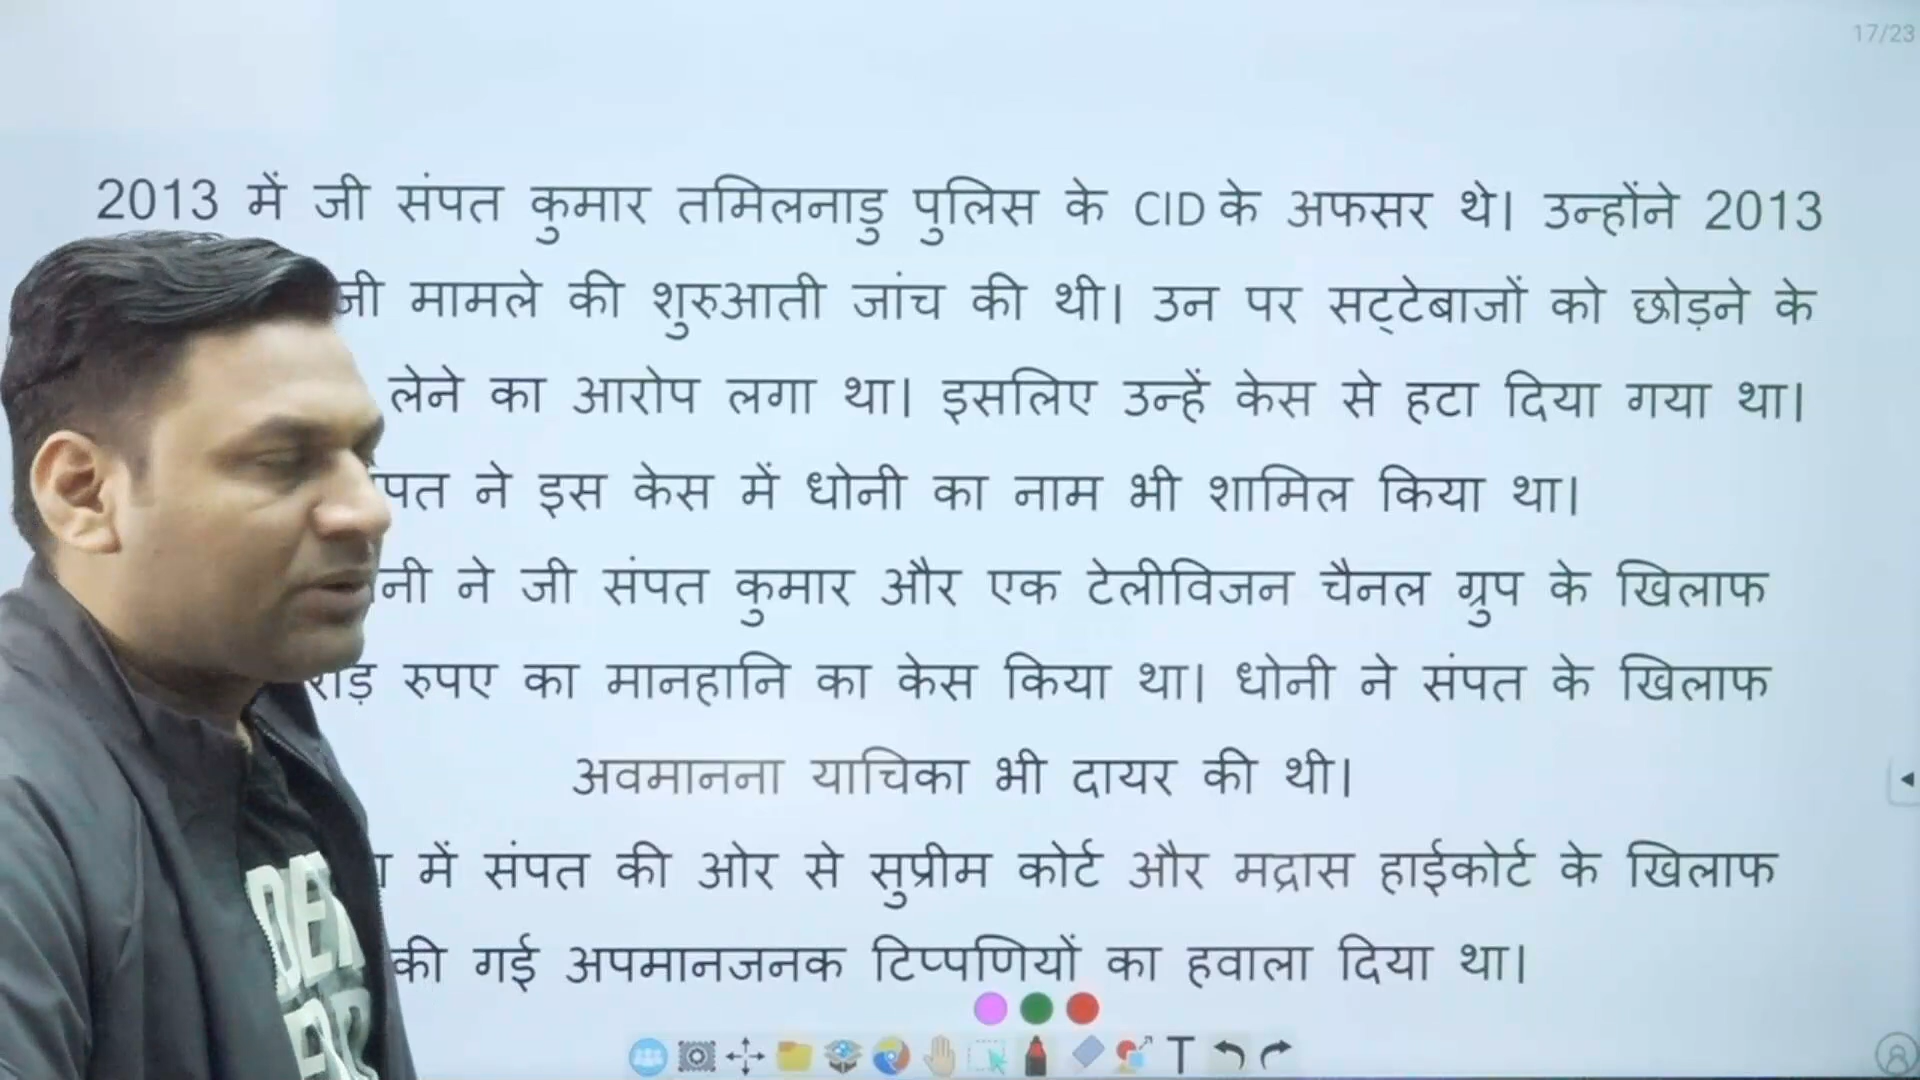 17/23
2013 में जी संपत कुमार तमिलनाडु पुलिस के CID के अफसर थे। उन्होंने 2013
मामले की शुरुआती जांच की थी। उन पर सट्टेबाजों को छोड़ने के
लेने का आरोप लगा था। इसलिए उन्हें केस से हटा दिया गया था।
ने इस केस में धोनी का नाम भी शामिल किया था।
ने जी संपत कुमार और एक टेलीविजन चैनल ग्रुप के खिलाफ
रुपए का मानहानि का केस किया था। धोनी ने संपत के खिलाफ
अवमानना याचिका भी दायर की थी।
में संपत की ओर से सुप्रीम कोर्ट और मद्रास हाईकोर्ट के खिलाफ
की गई अपमानजनक टिप्पणियों का हवाला दिया था।